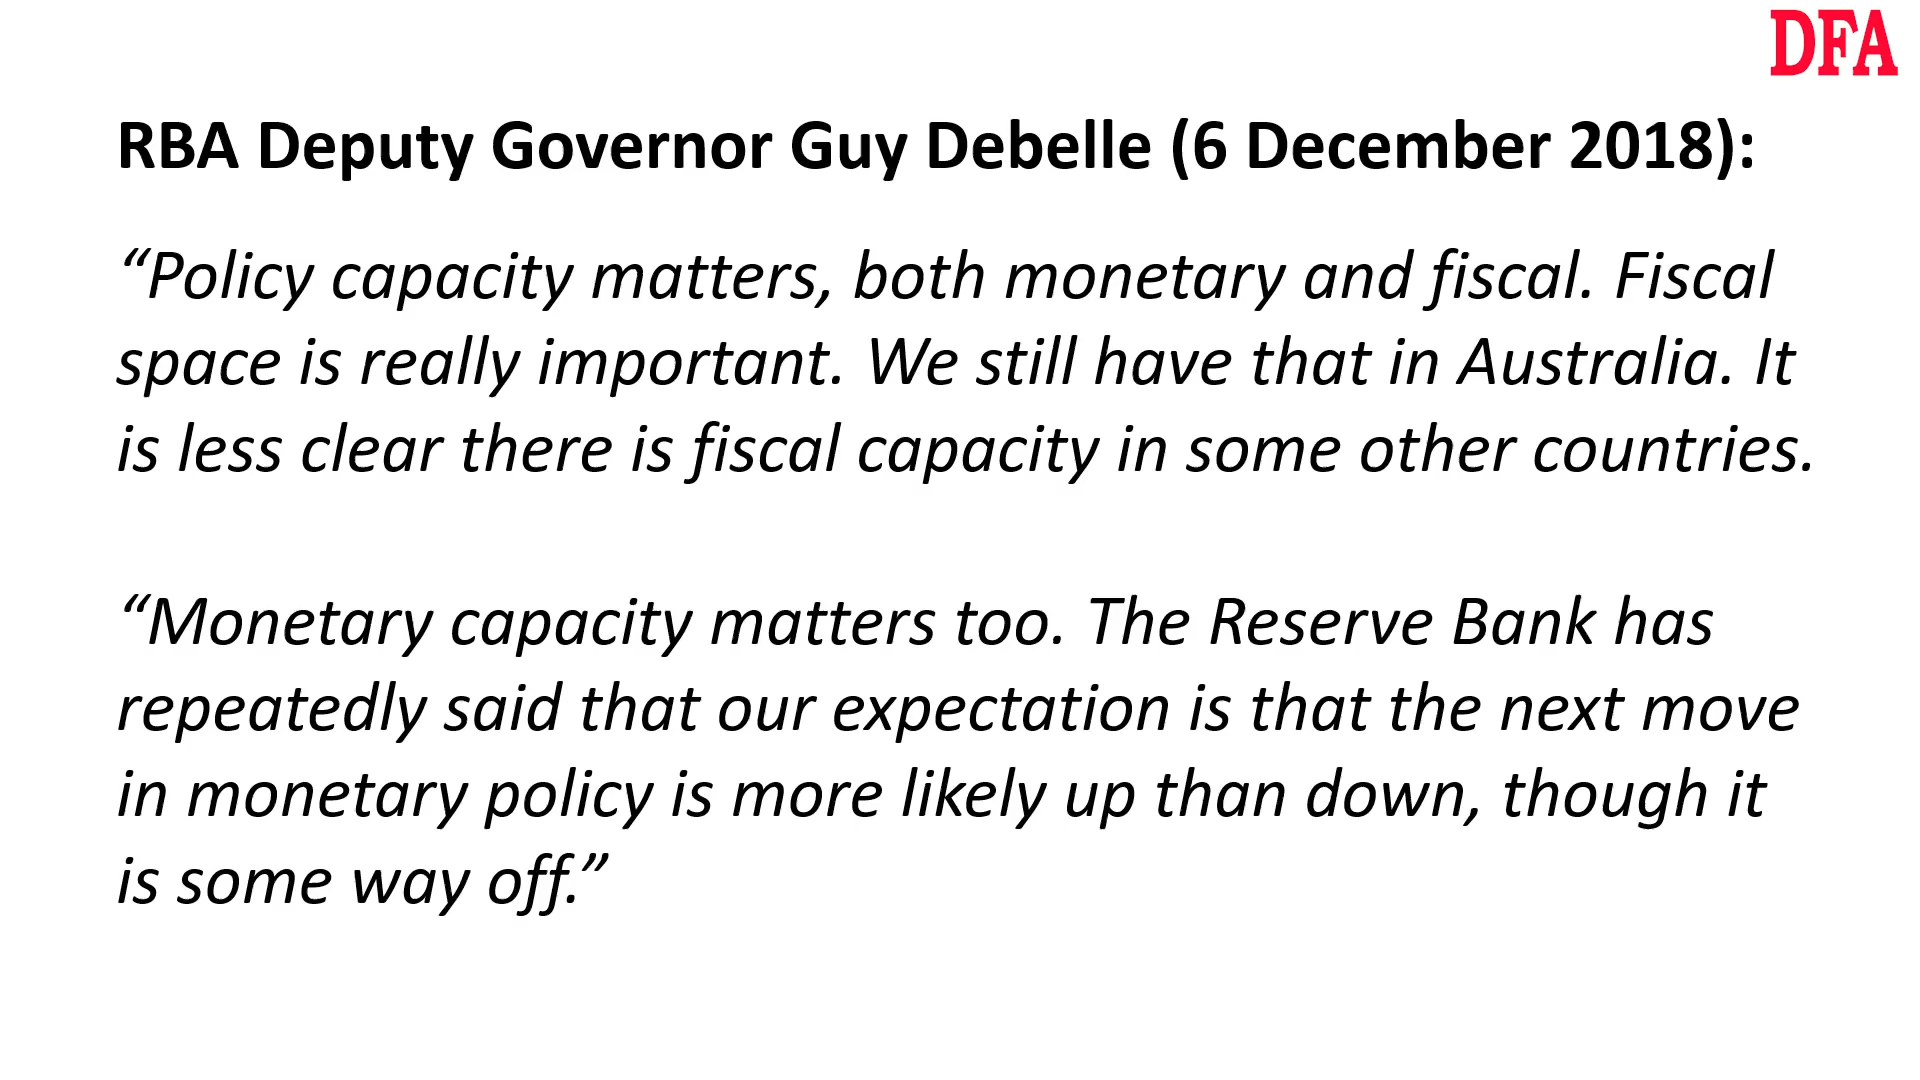 DFA
RBA Deputy Governor Guy Debelle (6 December 2018):
“Policy capacity matters, both monetary and fiscal. Fiscal
space is really important. We still have that in Australia. It
is less clear there is fiscal capacity in some other countries.
“Monetary capacity matters too. The Reserve Bank has
repeatedly said that our expectation is that the next move
in monetary policy is more likely up than down, though it
is some way off.”